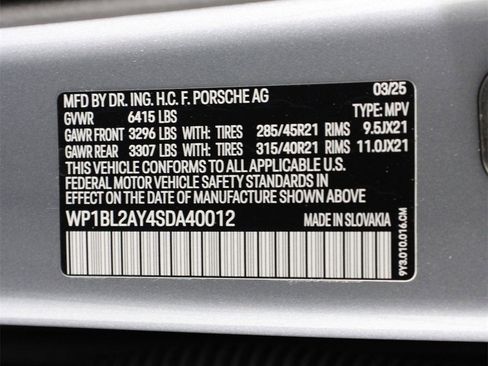 MFD BY DR. ING. H.C. F. PORSCHE AG 03/25
GVWR 6415 LBS TYPE: MPV
GAWR FRONT 3296 LBS WITH: TIRES 285/45R21 RIMS 9.5JX21
GAWR REAR 3307 LBS WITH: TIRES 315/40R21 RIMS 11.0JX21
THIS VEHICLE CONFORMS TO ALL APPLICABLE
FEDERAL MOTOR VEHICLE SAFETY STANDARDS IN
EFFECT ON THE DATE OF MANUFACTURE SHOWN ABOVE.
WP1BL2AY4SDA40012 MADE IN SLOVAKIA
9Y3.010.016.GM